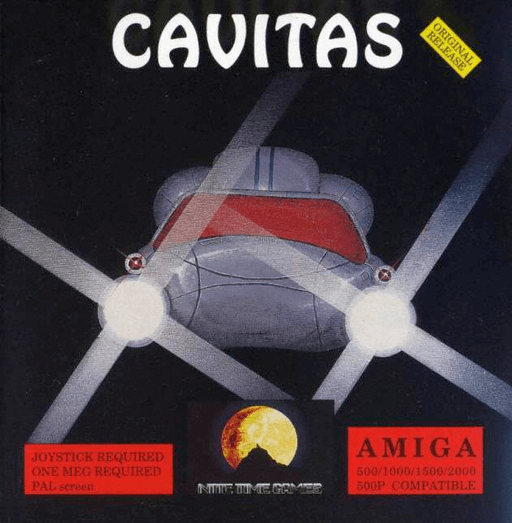 CAVITAS
ORIGINAL
RELEASE
JOYSTICK REQUIRED
ONE MEG REQUIRED
PAL screen
NITE TIME GAMES
AMIGA
500/1000/1500/2000
500P COMPATIBLE